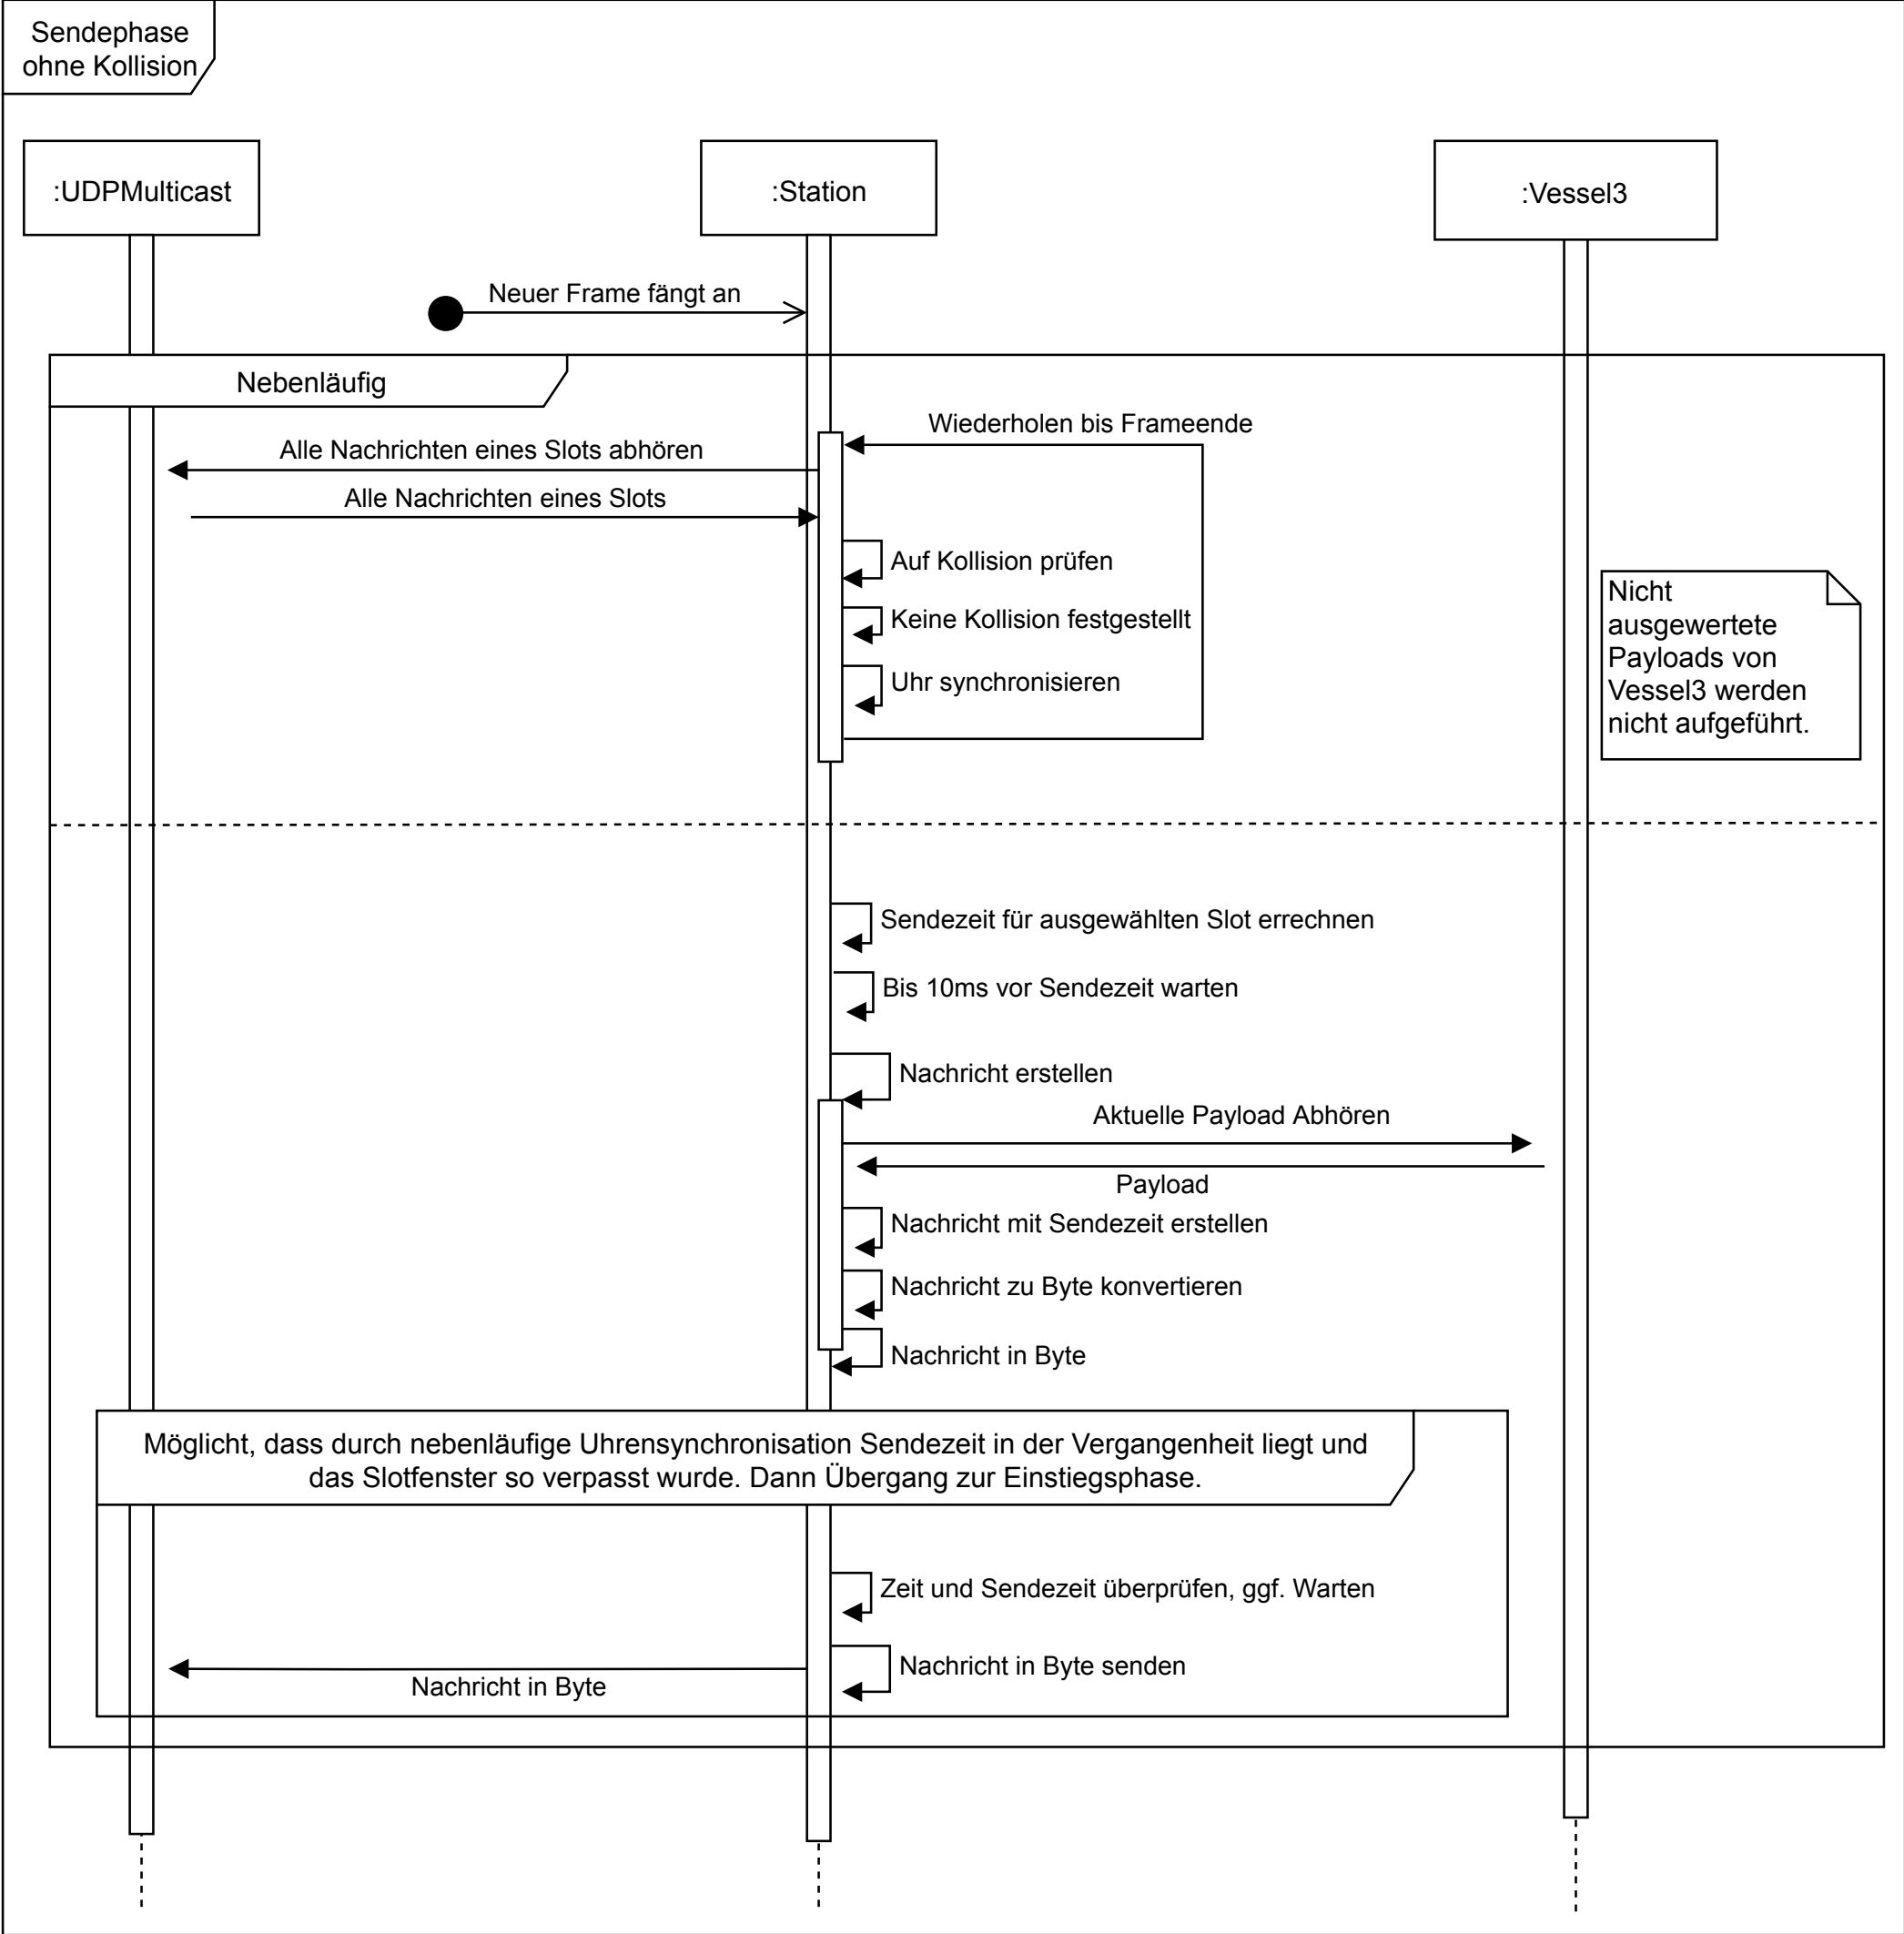 Sendephase
ohne Kollision
:UDPMulticast
:Station
:Vessel3
Neuer Frame fängt an
Nebenläufig
Wiederholen bis Frameende
Alle Nachrichten eines Slots abhören
Alle Nachrichten eines Slots
Auf Kollision prüfen
Keine Kollision festgestellt
Uhr synchronisieren
Nicht
ausgewertete
Payloads von
Vessel3 werden
nicht aufgeführt.
Sendezeit für ausgewählten Slot errechnen
Bis 10ms vor Sendezeit warten
Nachricht erstellen
Aktuelle Payload Abhören
Payload
Nachricht mit Sendezeit erstellen
Nachricht zu Byte konvertieren
Nachricht in Byte
Möglicht, dass durch nebenläufige Uhrensynchronisation Sendezeit in der Vergangenheit liegt und
das Slotfenster so verpasst wurde. Dann Übergang zur Einstiegsphase.
Zeit und Sendezeit überprüfen, ggf. Warten
Nachricht in Byte senden
Nachricht in Byte